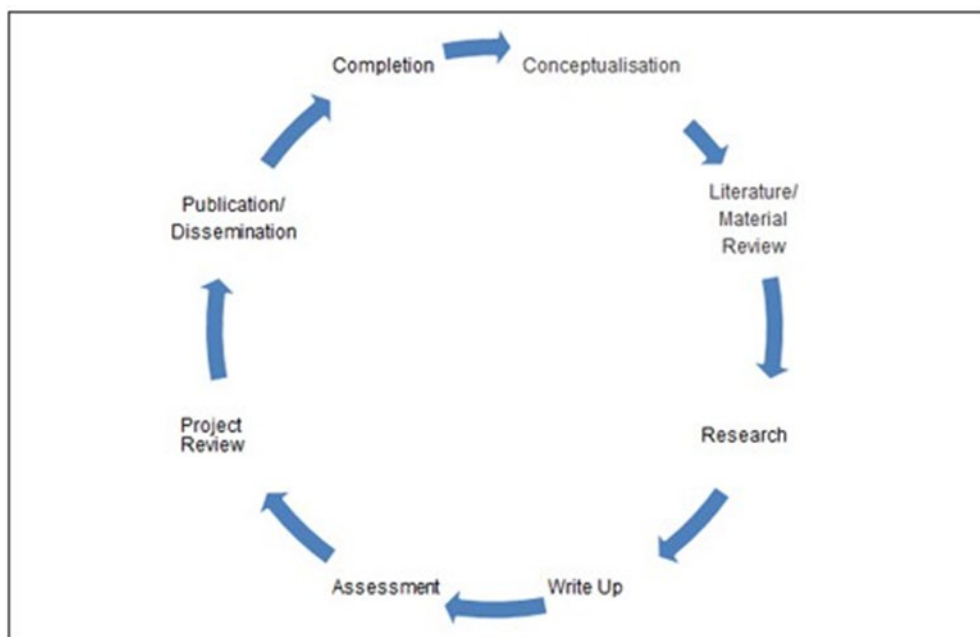 Completion
Conceptualisation
Literature/
Material
Review
Research
Write Up
Assessment
Project
Review
Publication/
Dissemination